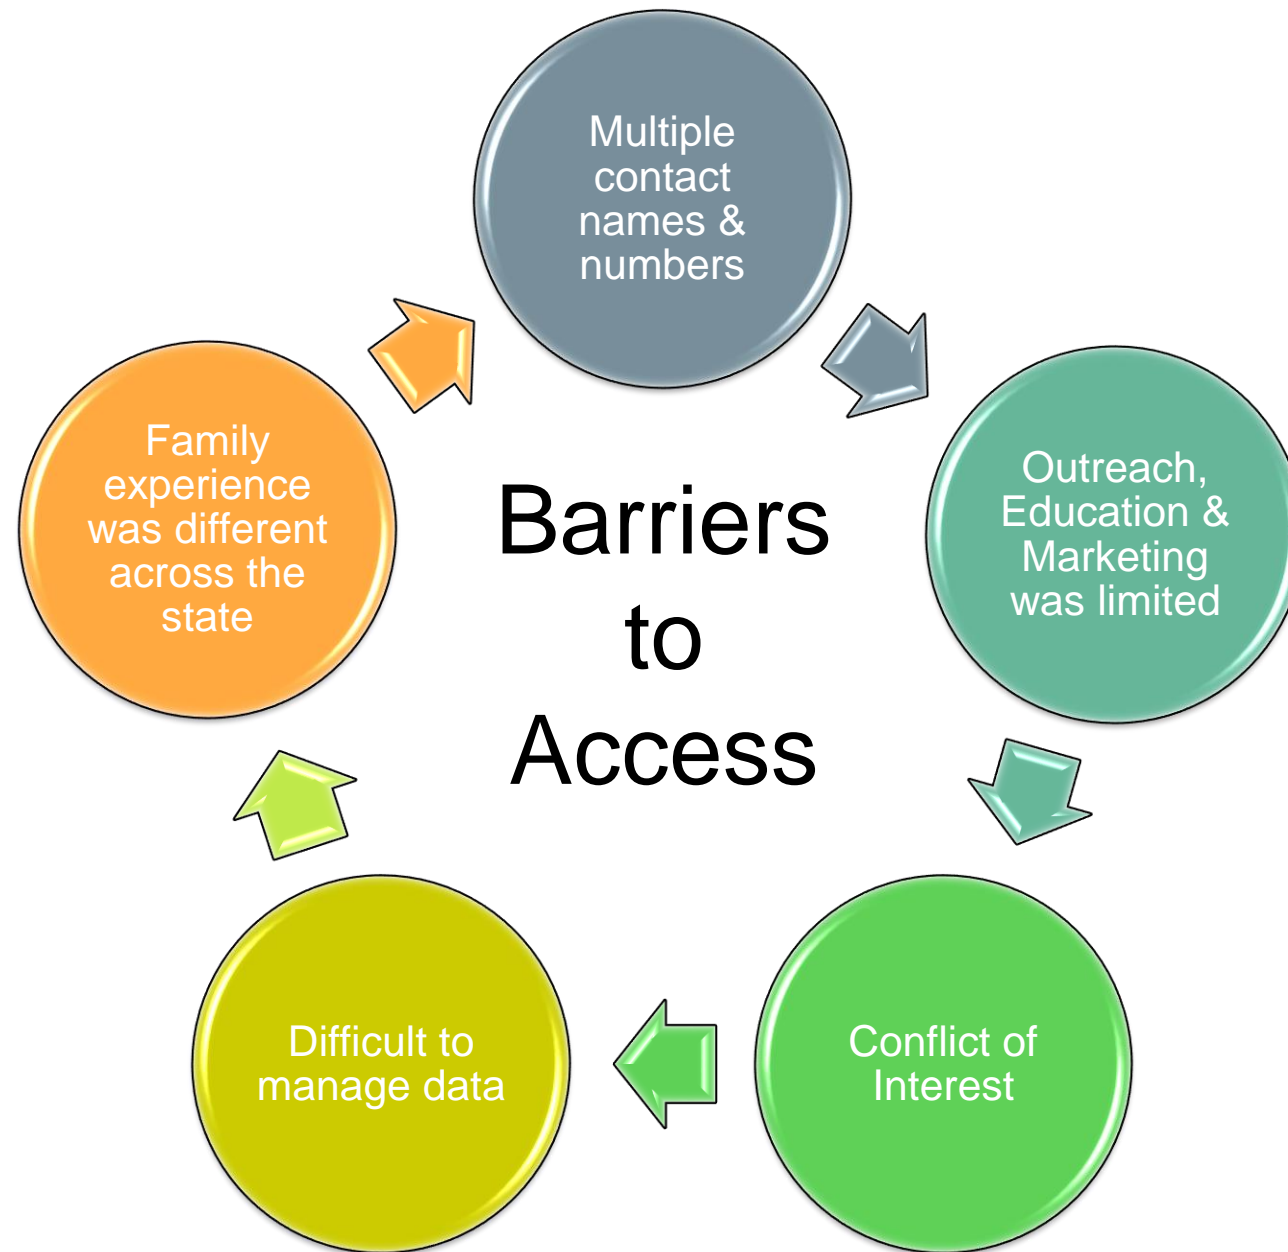 Multiple
contact
names &
numbers
Outreach,
Education &
Marketing
was limited
Conflict of
Interest
Difficult to
manage data
Family
experience
was different
across the
state
Barriers
to
Access